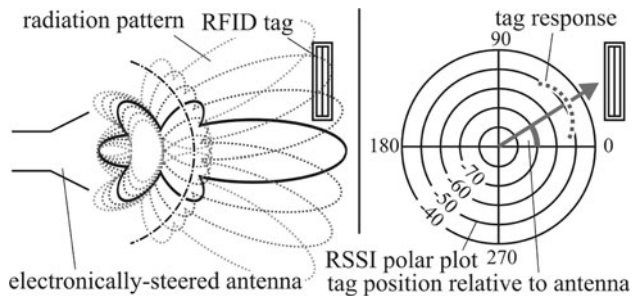 radiation pattern
RFID tag
electronically-steered antenna
tag response
90
180
0
-70
-60
-50
-40
RSSI polar plot
270
tag position relative to antenna